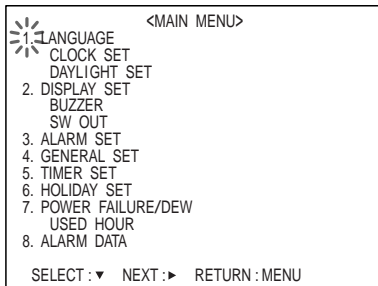 <MAIN MENU>
1. LANGUAGE
CLOCK SET
DAYLIGHT SET
2. DISPLAY SET
BUZZER
SW OUT
3. ALARM SET
4. GENERAL SET
5. TIMER SET
6. HOLIDAY SET
7. POWER FAILURE/DEW
USED HOUR
8. ALARM DATA
SELECT : ▼ NEXT : ► RETURN : MENU